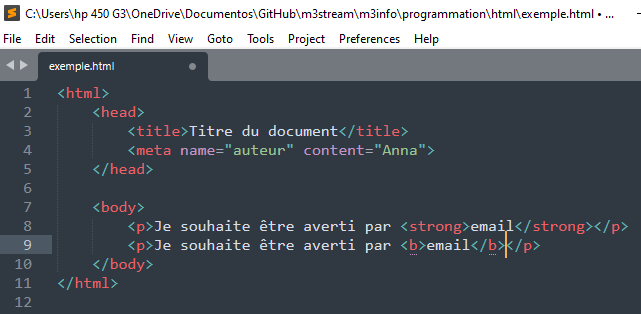 C:\Users\hp 450 G3\OneDrive\Documentos\GitHub\m3stream\m3info\programmation\html\exemple.html • ...
File Edit Selection Find View Goto Tools Project Preferences Help
exemple.html
1 <html>
2 <head>
3 <title>Titre du document</title>
4 <meta name="auteur" content="Anna">
5 </head>
6
7 <body>
8 <p>Je souhaite être averti par <strong>email</strong></p>
9 <p>Je souhaite être averti par <b>email</b></p>
10 </body>
11 </html>
12